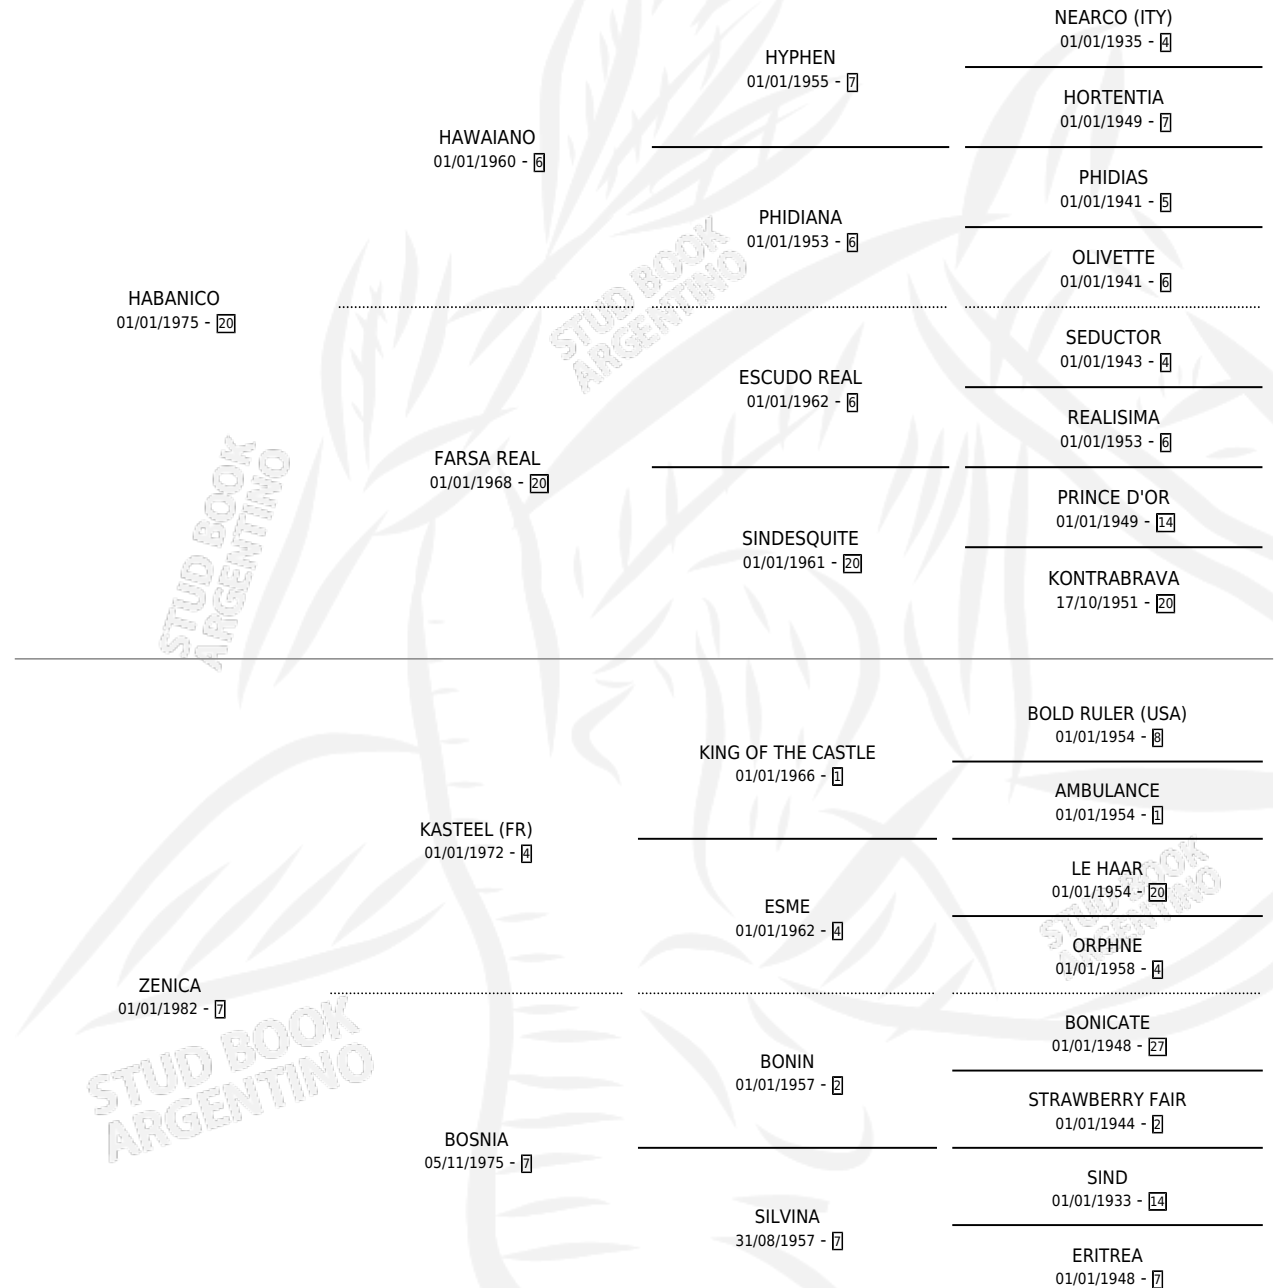 NEARCO (ITY)
01/01/1935 - 4
HYPHEN
01/01/1955 - 7
HORTENTIA
01/01/1949 - 7
HAWAIANO
01/01/1960 - 6
PHIDIAS
01/01/1941 - 5
PHIDIANA
01/01/1953 - 6
OLIVETTE
01/01/1941 - 6
HABANICO
01/01/1975 - 20
SEDUCTOR
01/01/1943 - 4
ESCUDO REAL
01/01/1962 - 6
REALISIMA
01/01/1953 - 6
FARSA REAL
01/01/1968 - 20
PRINCE D'OR
01/01/1949 - 14
SINDESQUITE
01/01/1961 - 20
KONTRABRAVA
17/10/1951 - 20
BOLD RULER (USA)
01/01/1954 - 8
KING OF THE CASTLE
01/01/1966 - 1
AMBULANCE
01/01/1954 - 1
KASTEEL (FR)
01/01/1972 - 4
LE HAAR
01/01/1954 - 20
ESME
01/01/1962 - 4
ORPHNE
01/01/1958 - 4
ZENICA
01/01/1982 - 7
BONICATE
01/01/1948 - 27
BONIN
01/01/1957 - 2
STRAWBERRY FAIR
01/01/1944 - 2
BOSNIA
05/11/1975 - 7
SIND
01/01/1933 - 14
SILVINA
31/08/1957 - 7
ERITREA
01/01/1948 - 7
STUD BOOK
ARGENTINO
STUD BOOK
ARGENTINO
STUD BOOK
ARGENTINO
STUD BOOK
ARGENTINO